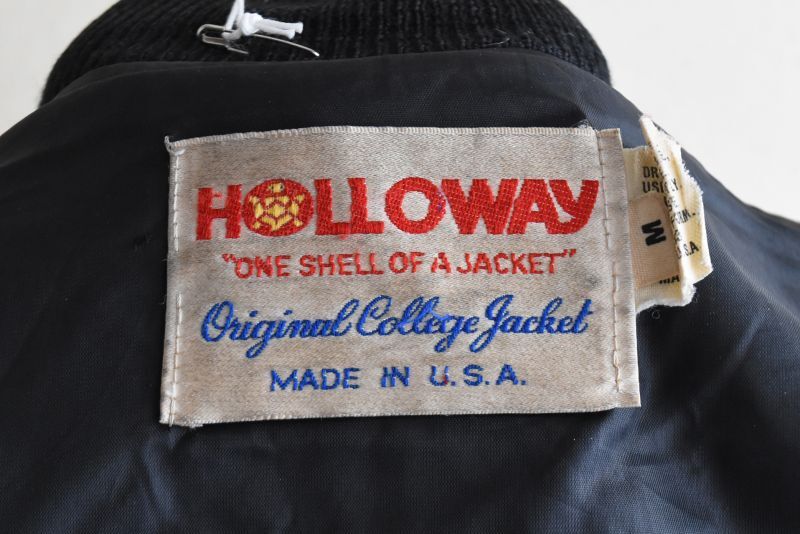 HOLLOWAY
"ONE SHELL OF A JACKET"
Original College Jacket
MADE IN U.S.A.
M